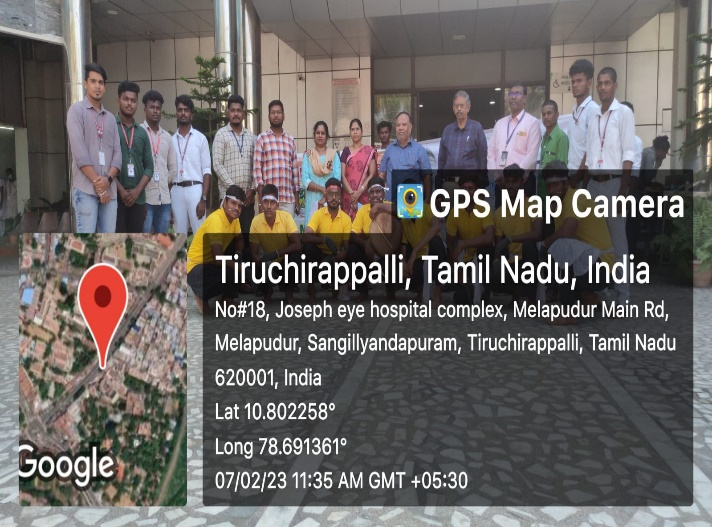 GPS Map Camera
Tiruchirappalli, Tamil Nadu, India
No#18, Joseph eye hospital complex, Melapudur Main Rd,
Melapudur, Sangillyandapuram, Tiruchirappalli, Tamil Nadu
620001, India
Lat 10.802258°
Long 78.691361°
07/02/23 11:35 AM GMT +05:30
Google